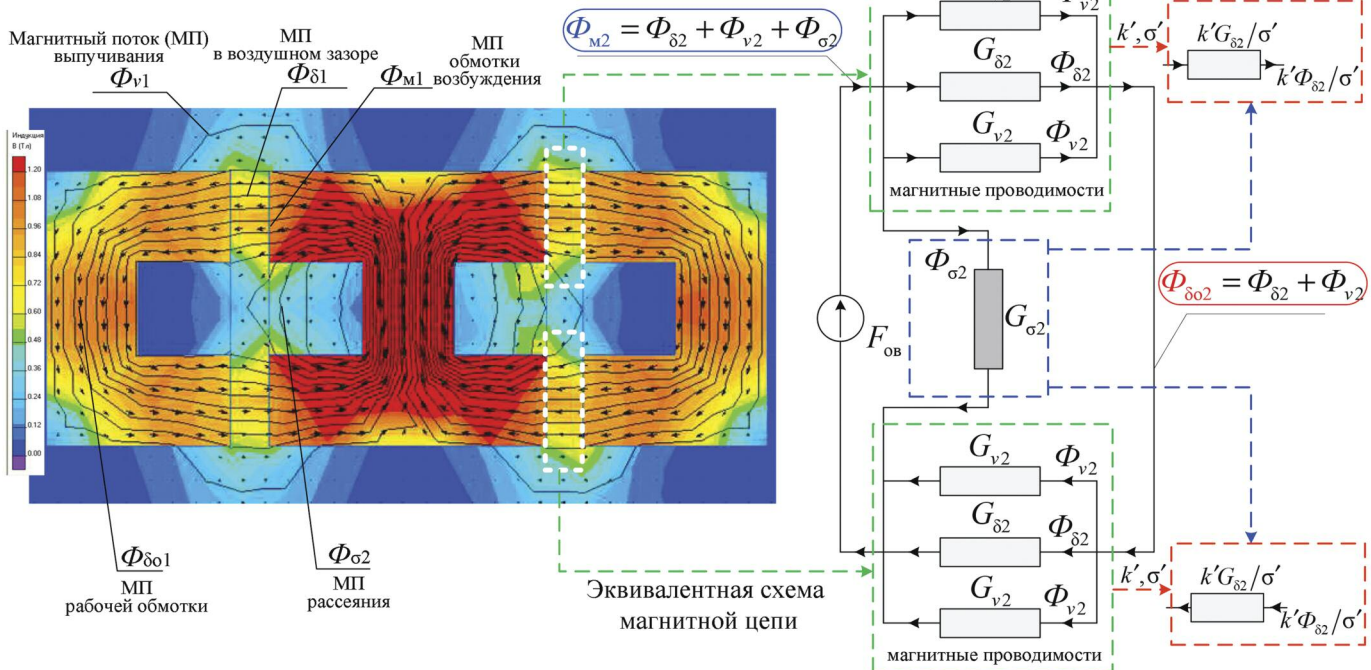 Магнитный поток (МП)
выпучивания
Φv1
МП
в воздушном зазоре
Φδ1
МП
обмотки
возбуждения
Φм1
Φм2 = Φδ2 + Φv2 + Φσ2
Индукция
B (Тл)
1.20
1.08
0.96
0.84
0.72
0.60
0.48
0.36
0.24
0.12
0.00
Φδо1
МП
рабочей обмотки
Φσ2
МП
рассеяния
Эквивалентная схема
магнитной цепи
Φv2
Gδ2
Φδ2
Gv2
Φv2
магнитные проводимости
k′,σ′
k′Gδ2/σ′
k′Φδ2/σ′
Φσ2
Gσ2
Fов
Φδо2 = Φδ2 + Φv2
Gv2
Φv2
Gδ2
Φδ2
Gv2
Φv2
магнитные проводимости
k′,σ′
k′Gδ2/σ′
k′Φδ2/σ′